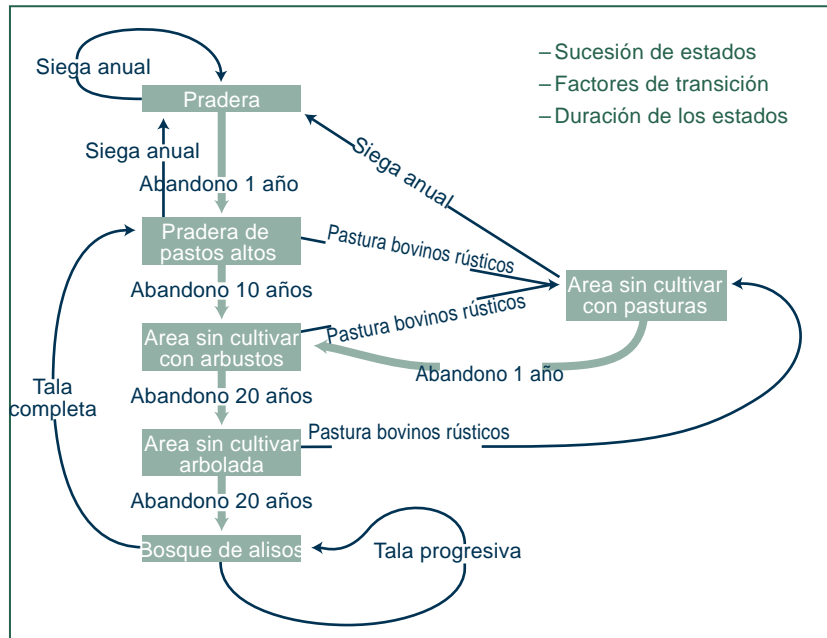 – Sucesión de estados
– Factores de transición
– Duración de los estados
Siega anual
Pradera
Siega anual
Siega anual
Abandono 1 año
Pradera de
pastos altos
Pastura bovinos rústicos
Abandono 10 años
Area sin cultivar
con pasturas
Pastura bovinos rústicos
Area sin cultivar
con arbustos
Abandono 1 año
Tala
completa
Abandono 20 años
Area sin cultivar
arbolada
Pastura bovinos rústicos
Abandono 20 años
Bosque de alisos
Tala progresiva